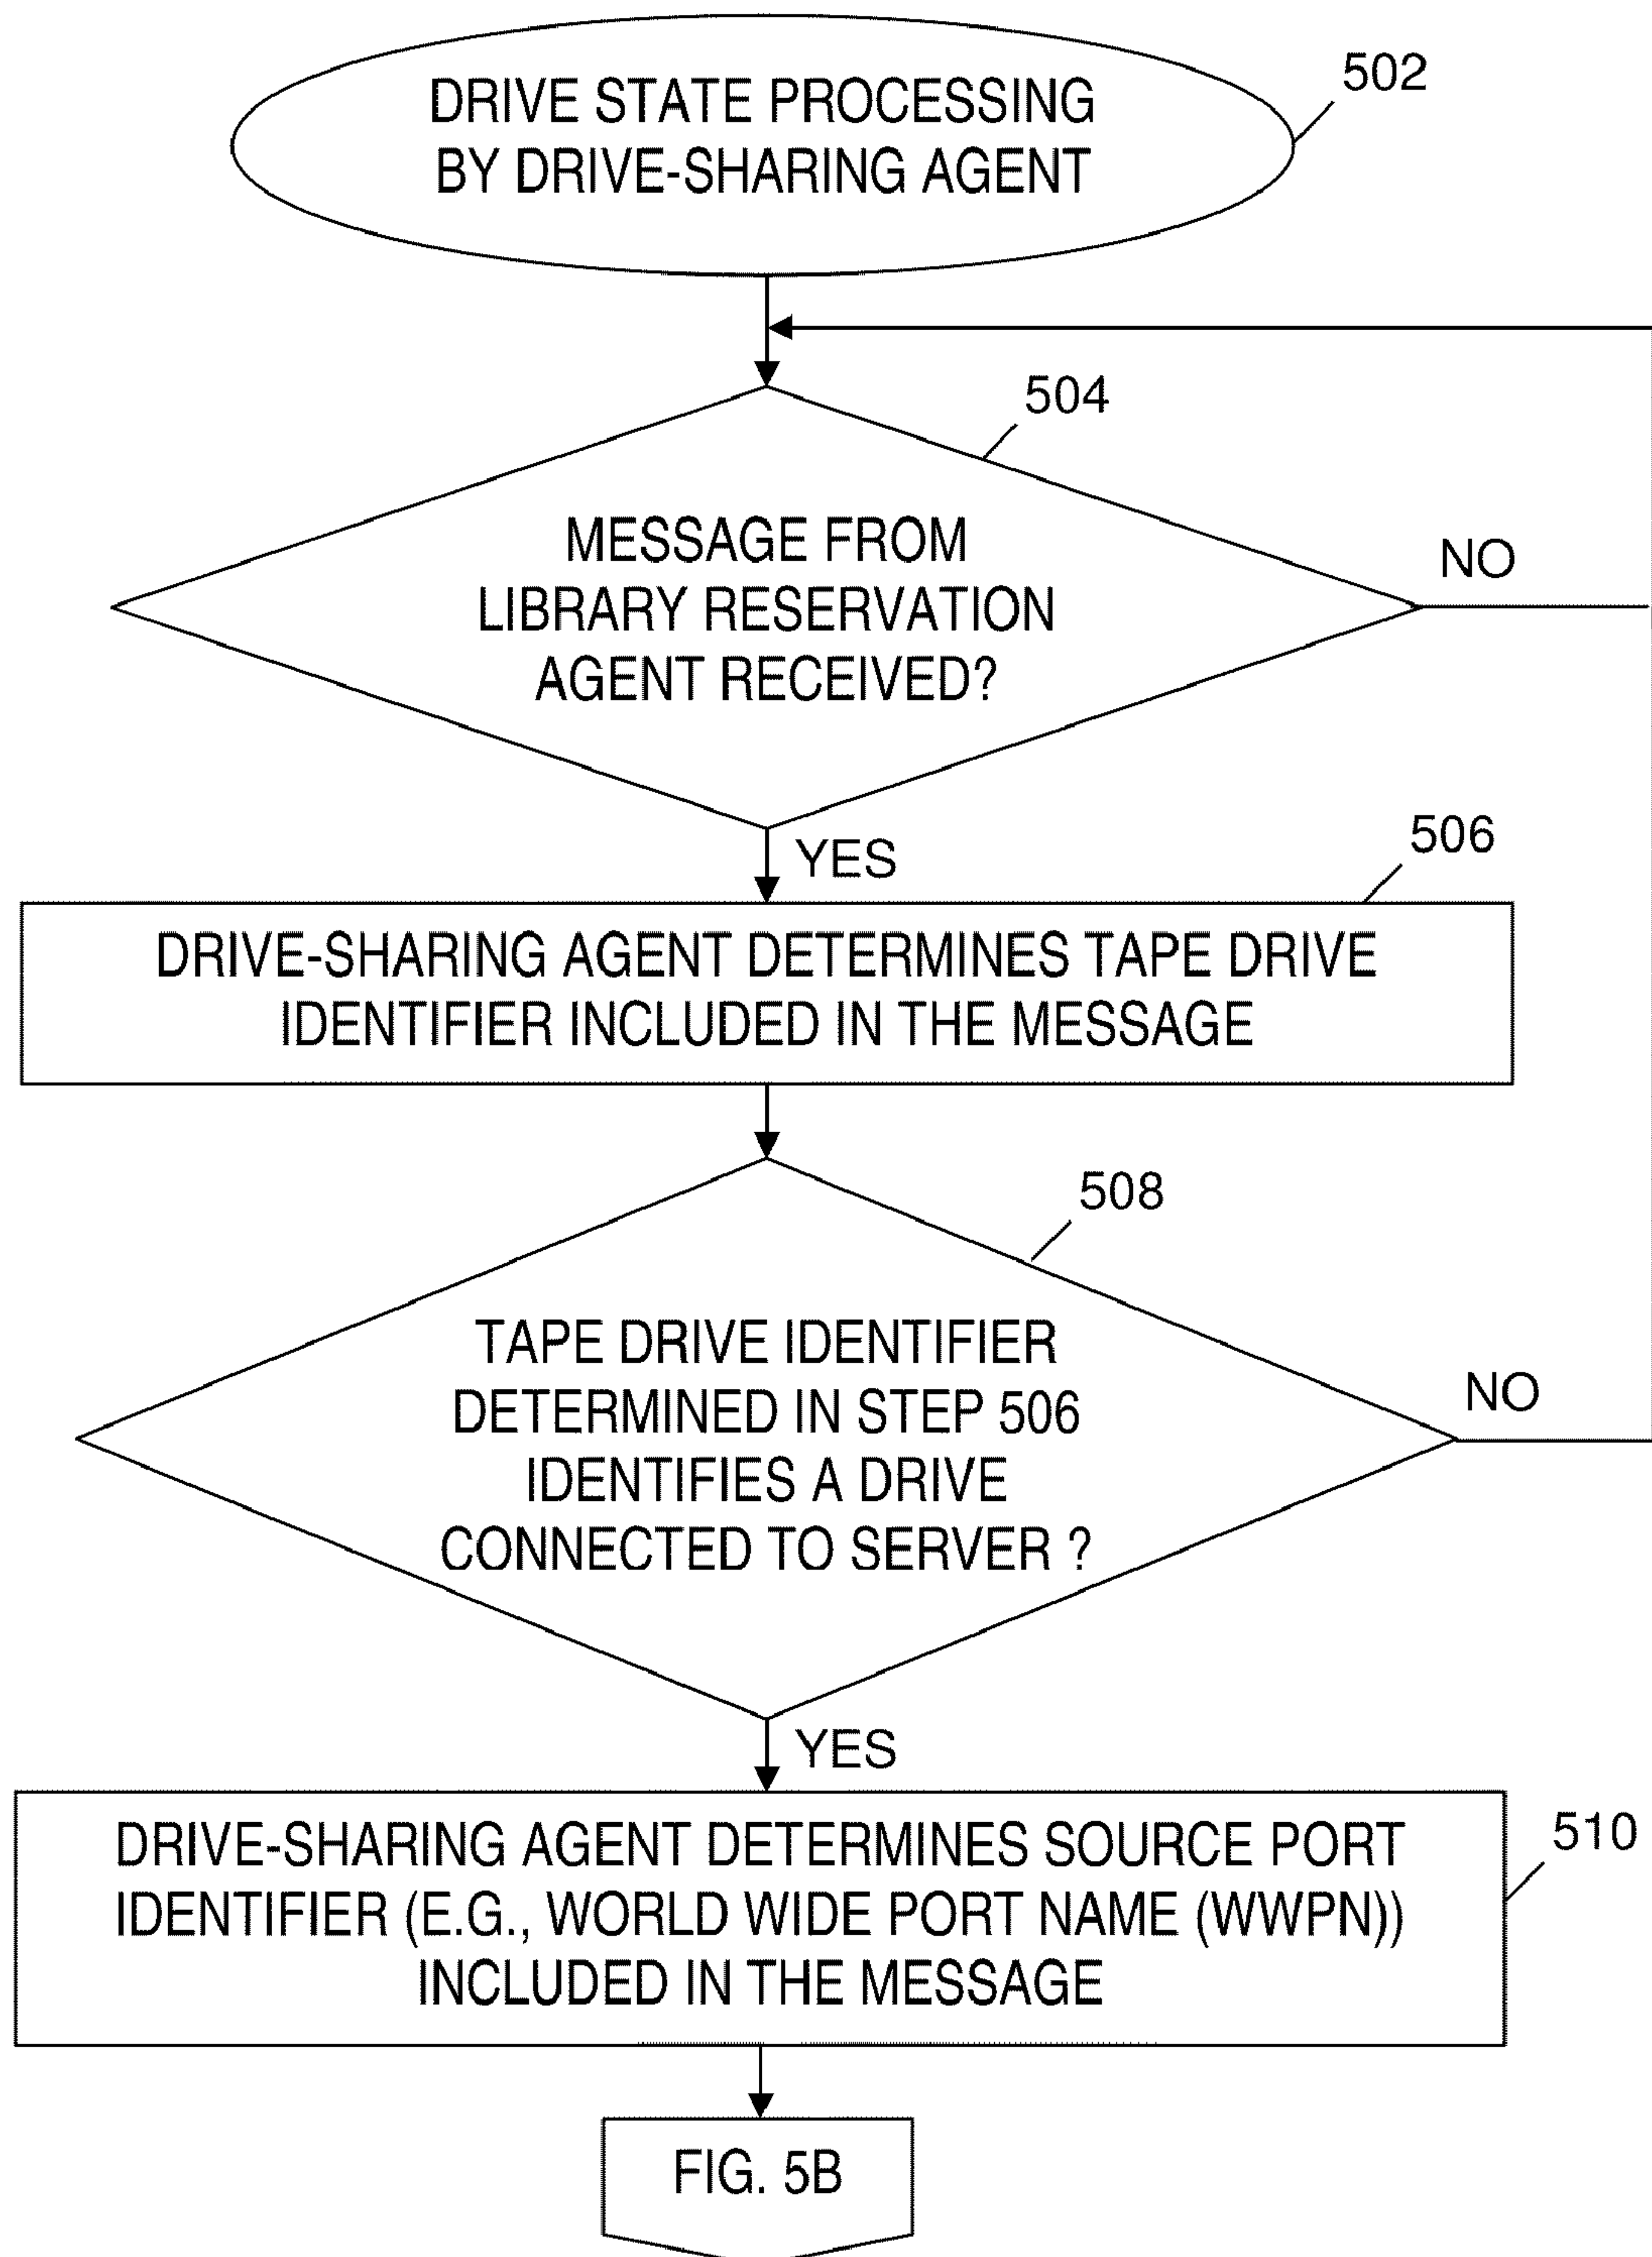 DRIVE STATE PROCESSING
BY DRIVE-SHARING AGENT
502
504
MESSAGE FROM
LIBRARY RESERVATION
AGENT RECEIVED?
NO
YES
506
DRIVE-SHARING AGENT DETERMINES TAPE DRIVE
IDENTIFIER INCLUDED IN THE MESSAGE
508
TAPE DRIVE IDENTIFIER
DETERMINED IN STEP 506
IDENTIFIES A DRIVE
CONNECTED TO SERVER ?
NO
YES
510
DRIVE-SHARING AGENT DETERMINES SOURCE PORT
IDENTIFIER (E.G., WORLD WIDE PORT NAME (WWPN))
INCLUDED IN THE MESSAGE
FIG. 5B